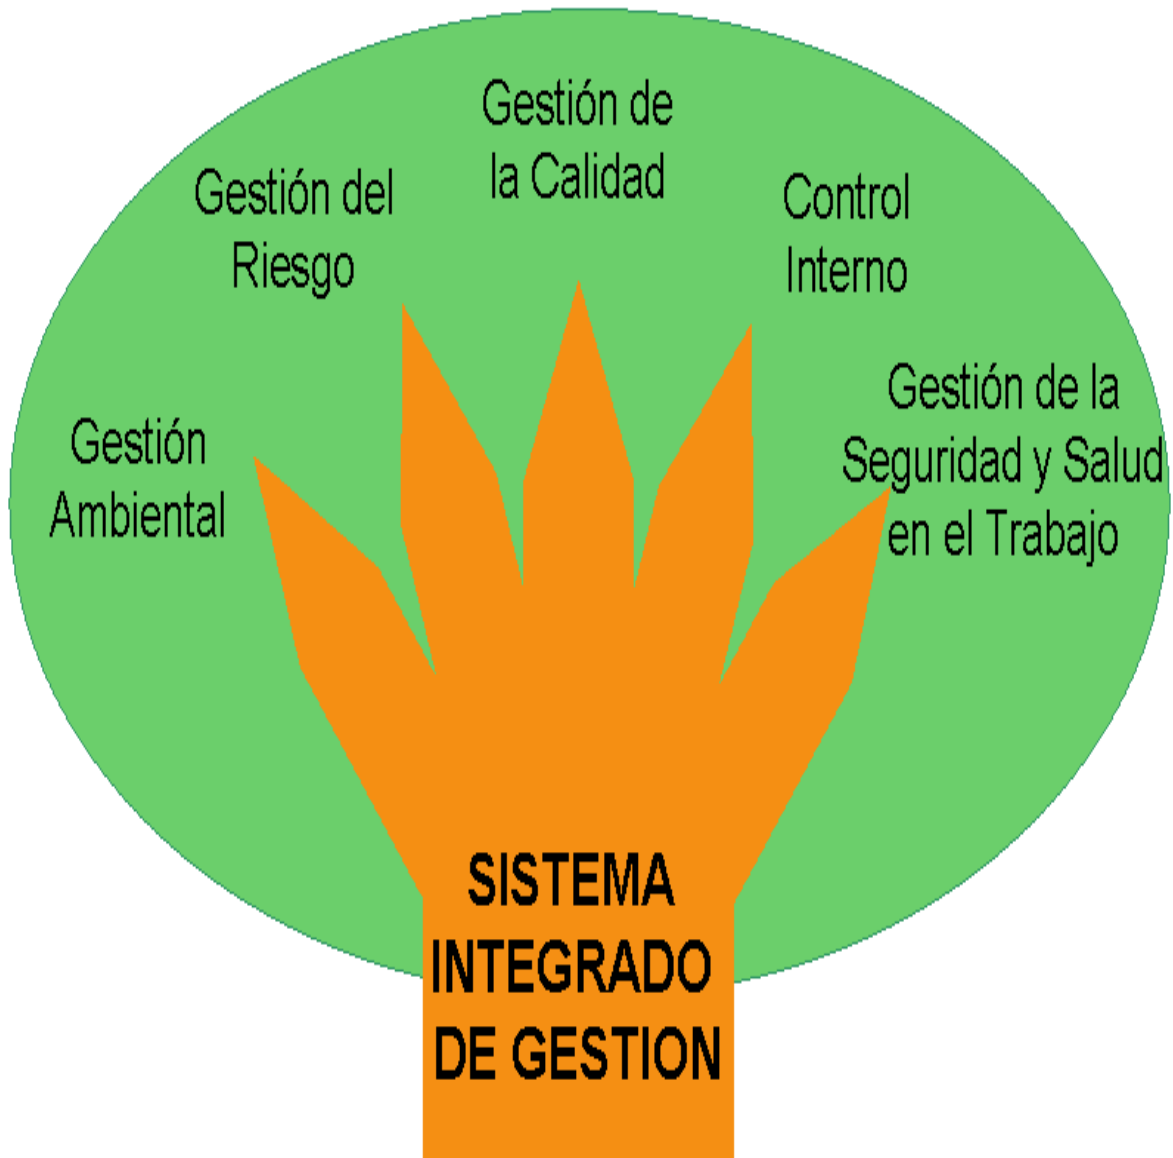 Gestión de
la Calidad
Gestión del
Riesgo
Control
Interno
Gestión
Ambiental
Gestión de la
Seguridad y Salud
en el Trabajo
SISTEMA
INTEGRADO
DE GESTION